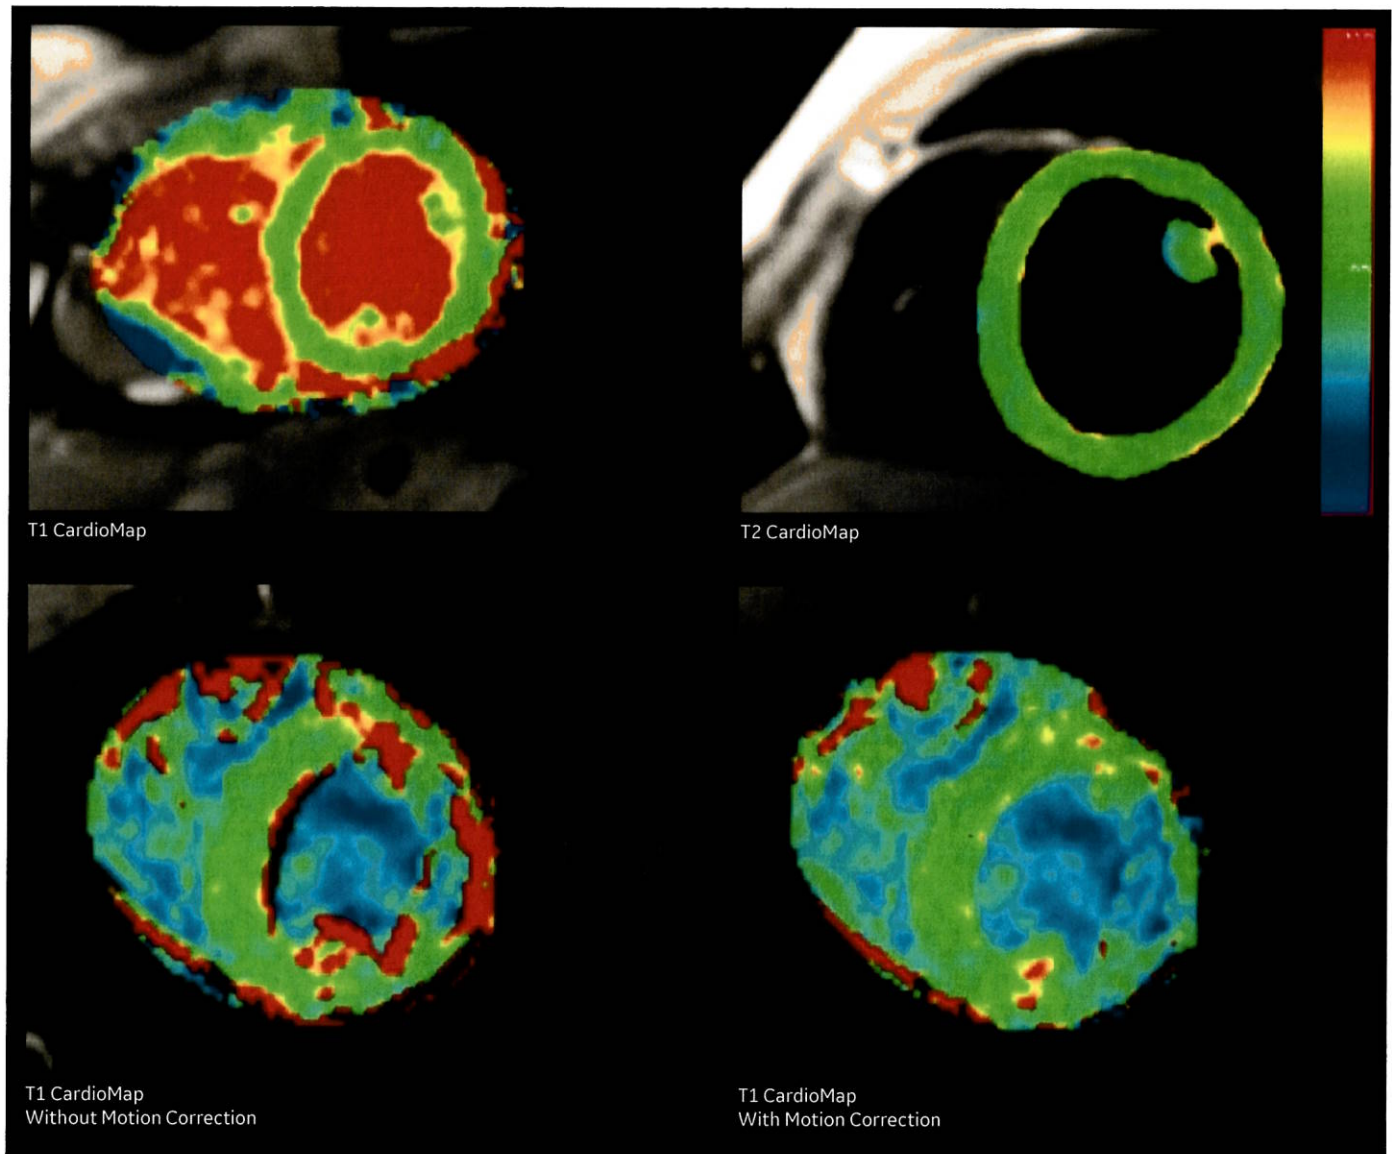 T1 CardioMap
T2 CardioMap
T1 CardioMap
Without Motion Correction
T1 CardioMap
With Motion Correction